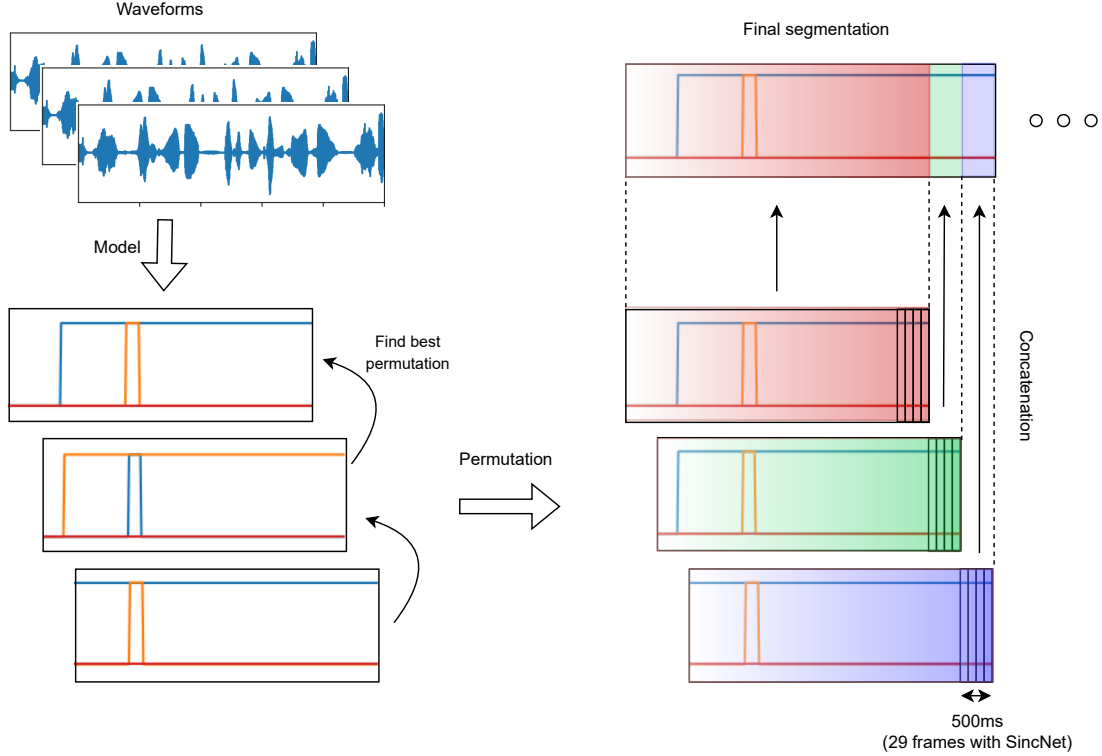 Waveforms
Final segmentation
Model
Find best
permutation
Concatenation
Permutation
500ms
(29 frames with SincNet)